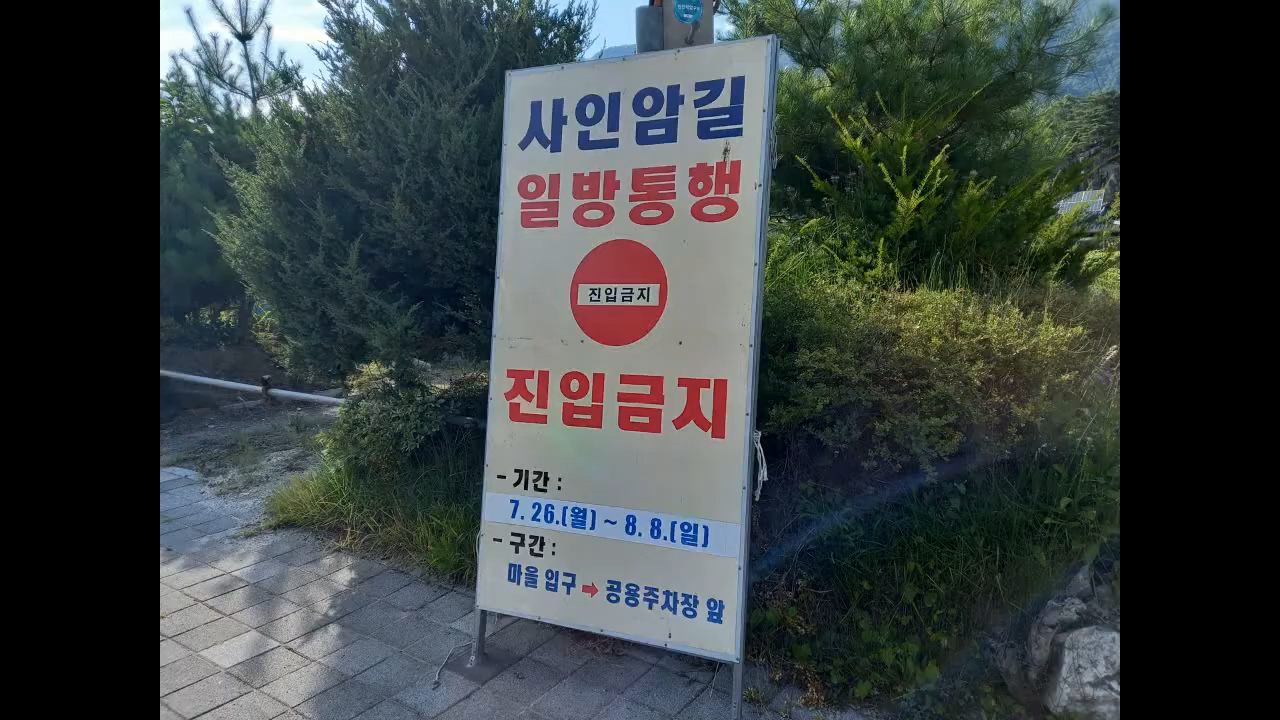 사인암길
일방통행
진입금지
진입금지
- 기간 :
7. 26.(월) ~ 8. 8.(일)
- 구간 :
마을 입구 ➡ 공용주차장 앞